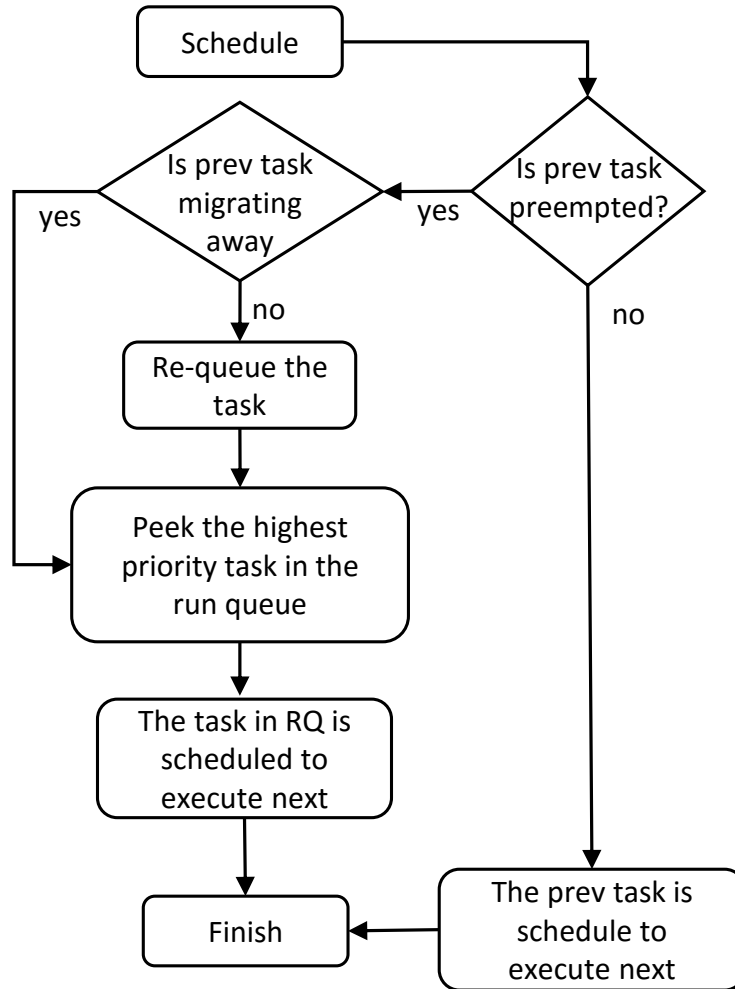 Schedule
Is prev task
preempted?
yes
no
Is prev task
migrating
away
yes
no
Re-queue the
task
Peek the highest
priority task in the
run queue
The task in RQ is
scheduled to
execute next
Finish
The prev task is
schedule to
execute next